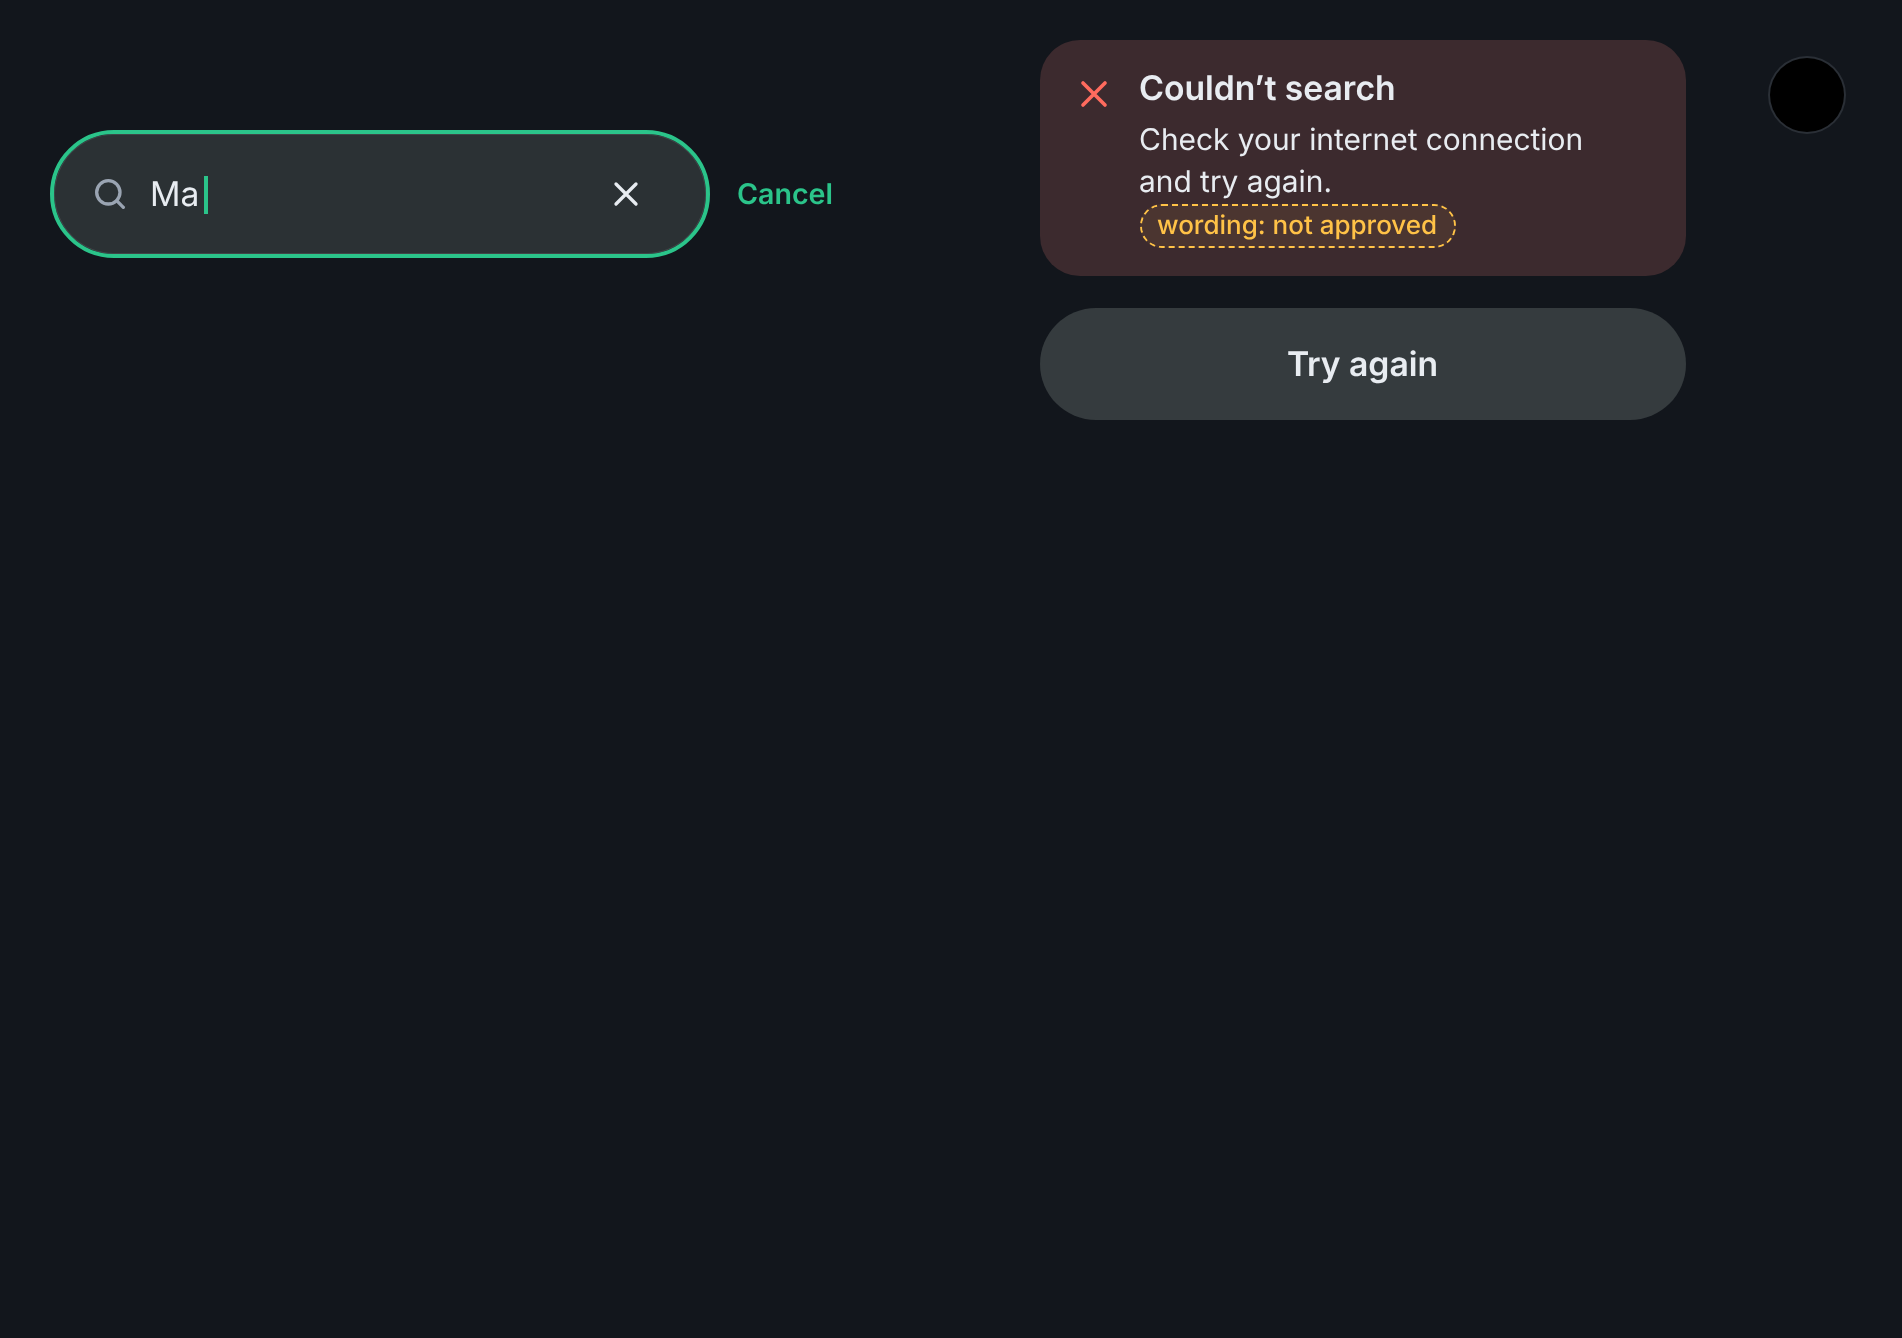 Ma
Cancel
Couldn’t search
Check your internet connection
and try again.
wording: not approved
Try again